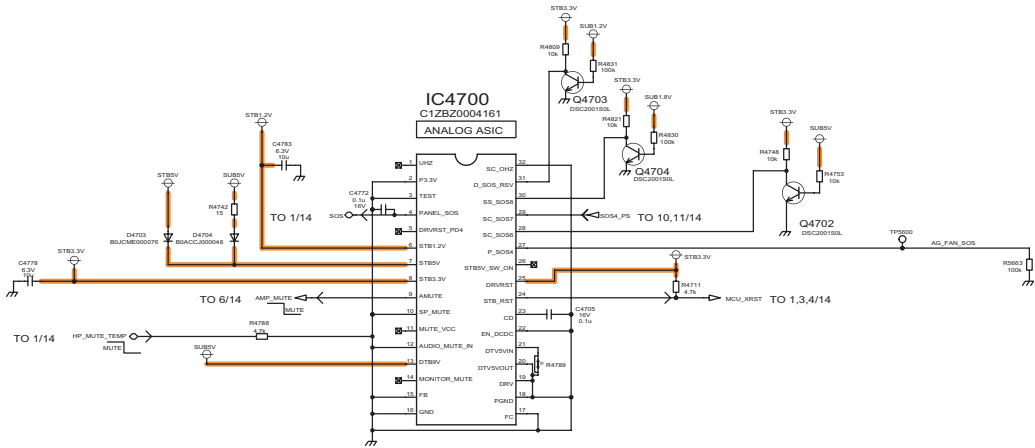 STB3.3V
SUB1.2V
R4809
10k
R4831
100k
Q4703
DSC2001S0L
STB3.3V
SUB1.8V
R4821
10k
R4830
100k
Q4704
DSC2001S0L
STB3.3V
SUB5V
R4748
10k
R4753
10k
Q4702
DSC2001S0L
IC4700
C1ZBZ0004161
ANALOG ASIC
STB1.2V
C4783
6.3V
10u
STB5V
SUB5V
R4742
15
D4703
B0JCME000076
D4704
B0ACCJ000048
TO 1/14
C4772
0.1u
16V
SOS
STB3.3V
C4778
6.3V
10u
TO 6/14
AMP_MUTE
MUTE
TO 1/14
HP_MUTE_TEMP
MUTE
R4788
4.7k
SUB5V
1 UHZ
2 P3.3V
3 TEST
4 PANEL_SOS
5 DRVRST_PD4
6 STB1.2V
7 STB5V
8 STB3.3V
9 AMUTE
10 SP_MUTE
11 MUTE_VCC
12 AUDIO_MUTE_IN
13 DTB9V
14 MONITOR_MUTE
15 FB
16 GND
SC_OHZ 32
D_SOS_RSV 31
SS_SOS8 30
SC_SOS7 29
SC_SOS6 28
P_SOS4 27
STB5V_SW_ON 26
DRVRST 25
STB_RST 24
CD 23
EN_DCDC 22
DTV5VIN 21
DTV5VOUT 20
DRV 19
PGND 18
FC 17
SOS4_PS
TO 10,11/14
TP5600
AG_FAN_SOS
R5663
100k
STB3.3V
R4711
4.7k
MCU_XRST
TO 1,3,4/14
C4705
16V
0.1u
R4789